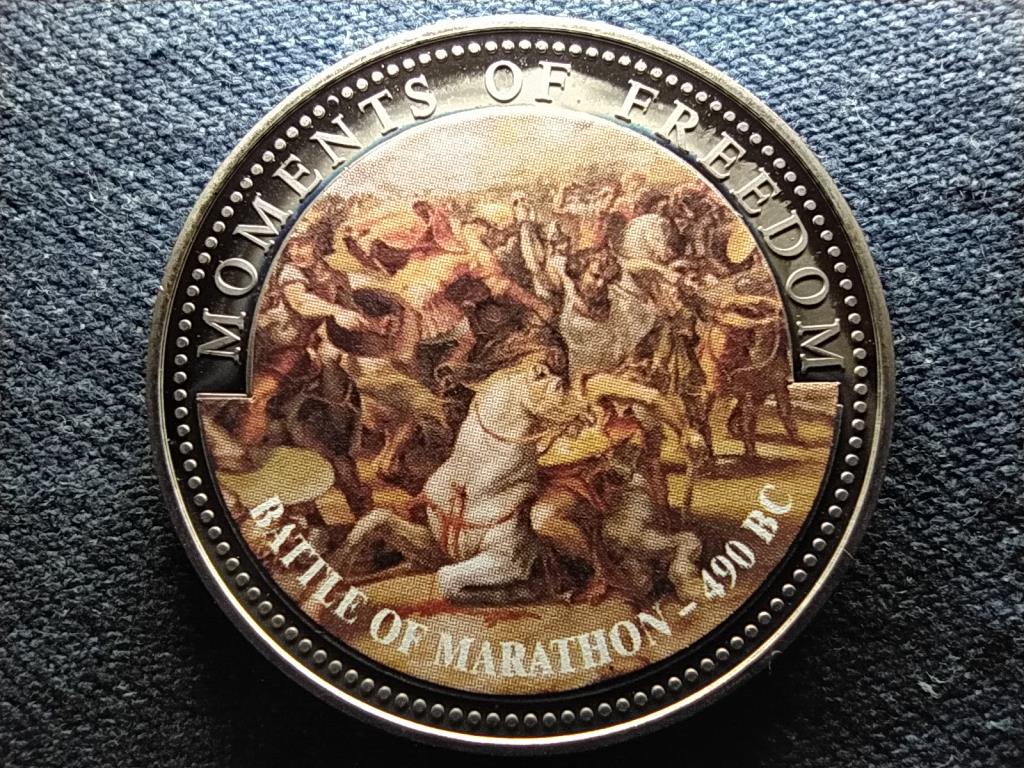 MOMENTS OF FREEDOM
BATTLE OF MARATHON – 490 BC